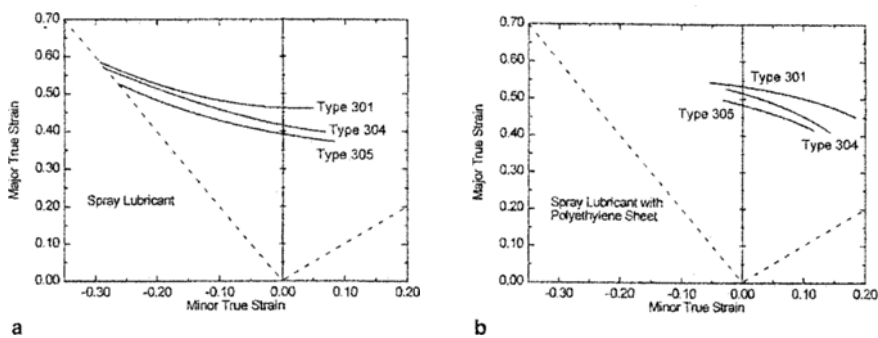 0.70
0.60
0.50
0.40
0.30
0.20
0.10
0.00
Major True Strain
Type 301
Type 304
Type 305
Spray Lubricant
-0.30 -0.20 -0.10 0.00 0.10 0.20
Minor True Strain
a
0.70
0.60
0.50
0.40
0.30
0.20
0.10
0.00
Major True Strain
Type 301
Type 305
Type 304
Spray Lubricant with
Polyethylene Sheet
-0.30 -0.20 -0.10 0.00 0.10 0.20
Minor True Strain
b